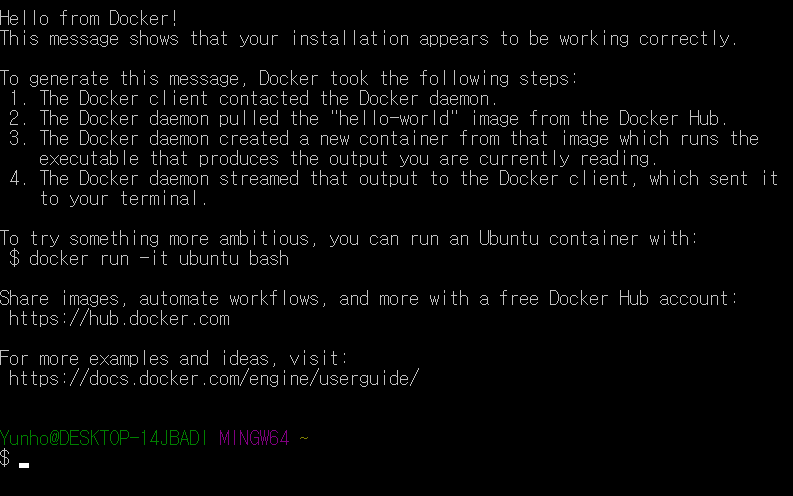 Hello from Docker!
This message shows that your installation appears to be working correctly.
To generate this message, Docker took the following steps:
1. The Docker client contacted the Docker daemon.
2. The Docker daemon pulled the "hello-world" image from the Docker Hub.
3. The Docker daemon created a new container from that image which runs the
executable that produces the output you are currently reading.
4. The Docker daemon streamed that output to the Docker client, which sent it
to your terminal.
To try something more ambitious, you can run an Ubuntu container with:
$ docker run -it ubuntu bash
Share images, automate workflows, and more with a free Docker Hub account:
https://hub.docker.com
For more examples and ideas, visit:
https://docs.docker.com/engine/userguide/
Yunho@DESKTOP-14JBADI MINGW64 ~
$